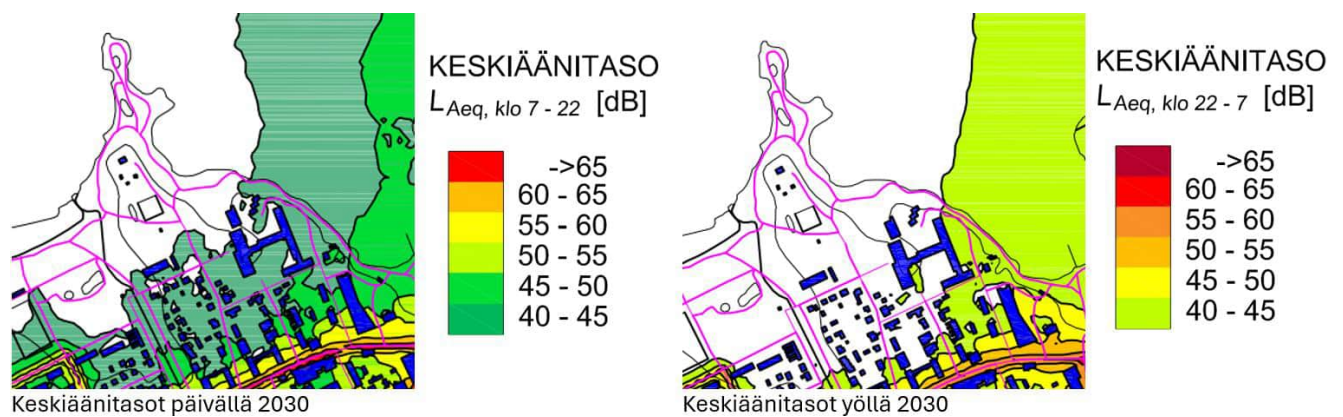 KESKIÄÄNITASO
LAeq, klo 7 - 22 [dB]
->65
60 - 65
55 - 60
50 - 55
45 - 50
40 - 45
Keskiäänitasot päivällä 2030
KESKIÄÄNITASO
LAeq, klo 22 - 7 [dB]
->65
60 - 65
55 - 60
50 - 55
45 - 50
40 - 45
Keskiäänitasot yöllä 2030